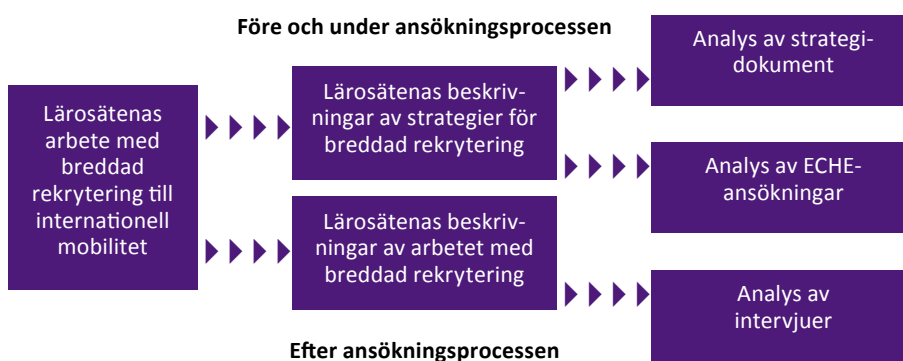 Före och under ansökningsprocessen
Lärosätenas
arbete med
breddad
rekrytering till
internationell
mobilitet
Lärosätenas beskriv-
ningar av strategier för
breddad rekrytering
Lärosätenas beskriv-
ningar av arbetet med
breddad rekrytering
Analys av strategi-
dokument
Analys av ECHE-
ansökningar
Analys av
intervjuer
Efter ansökningsprocessen